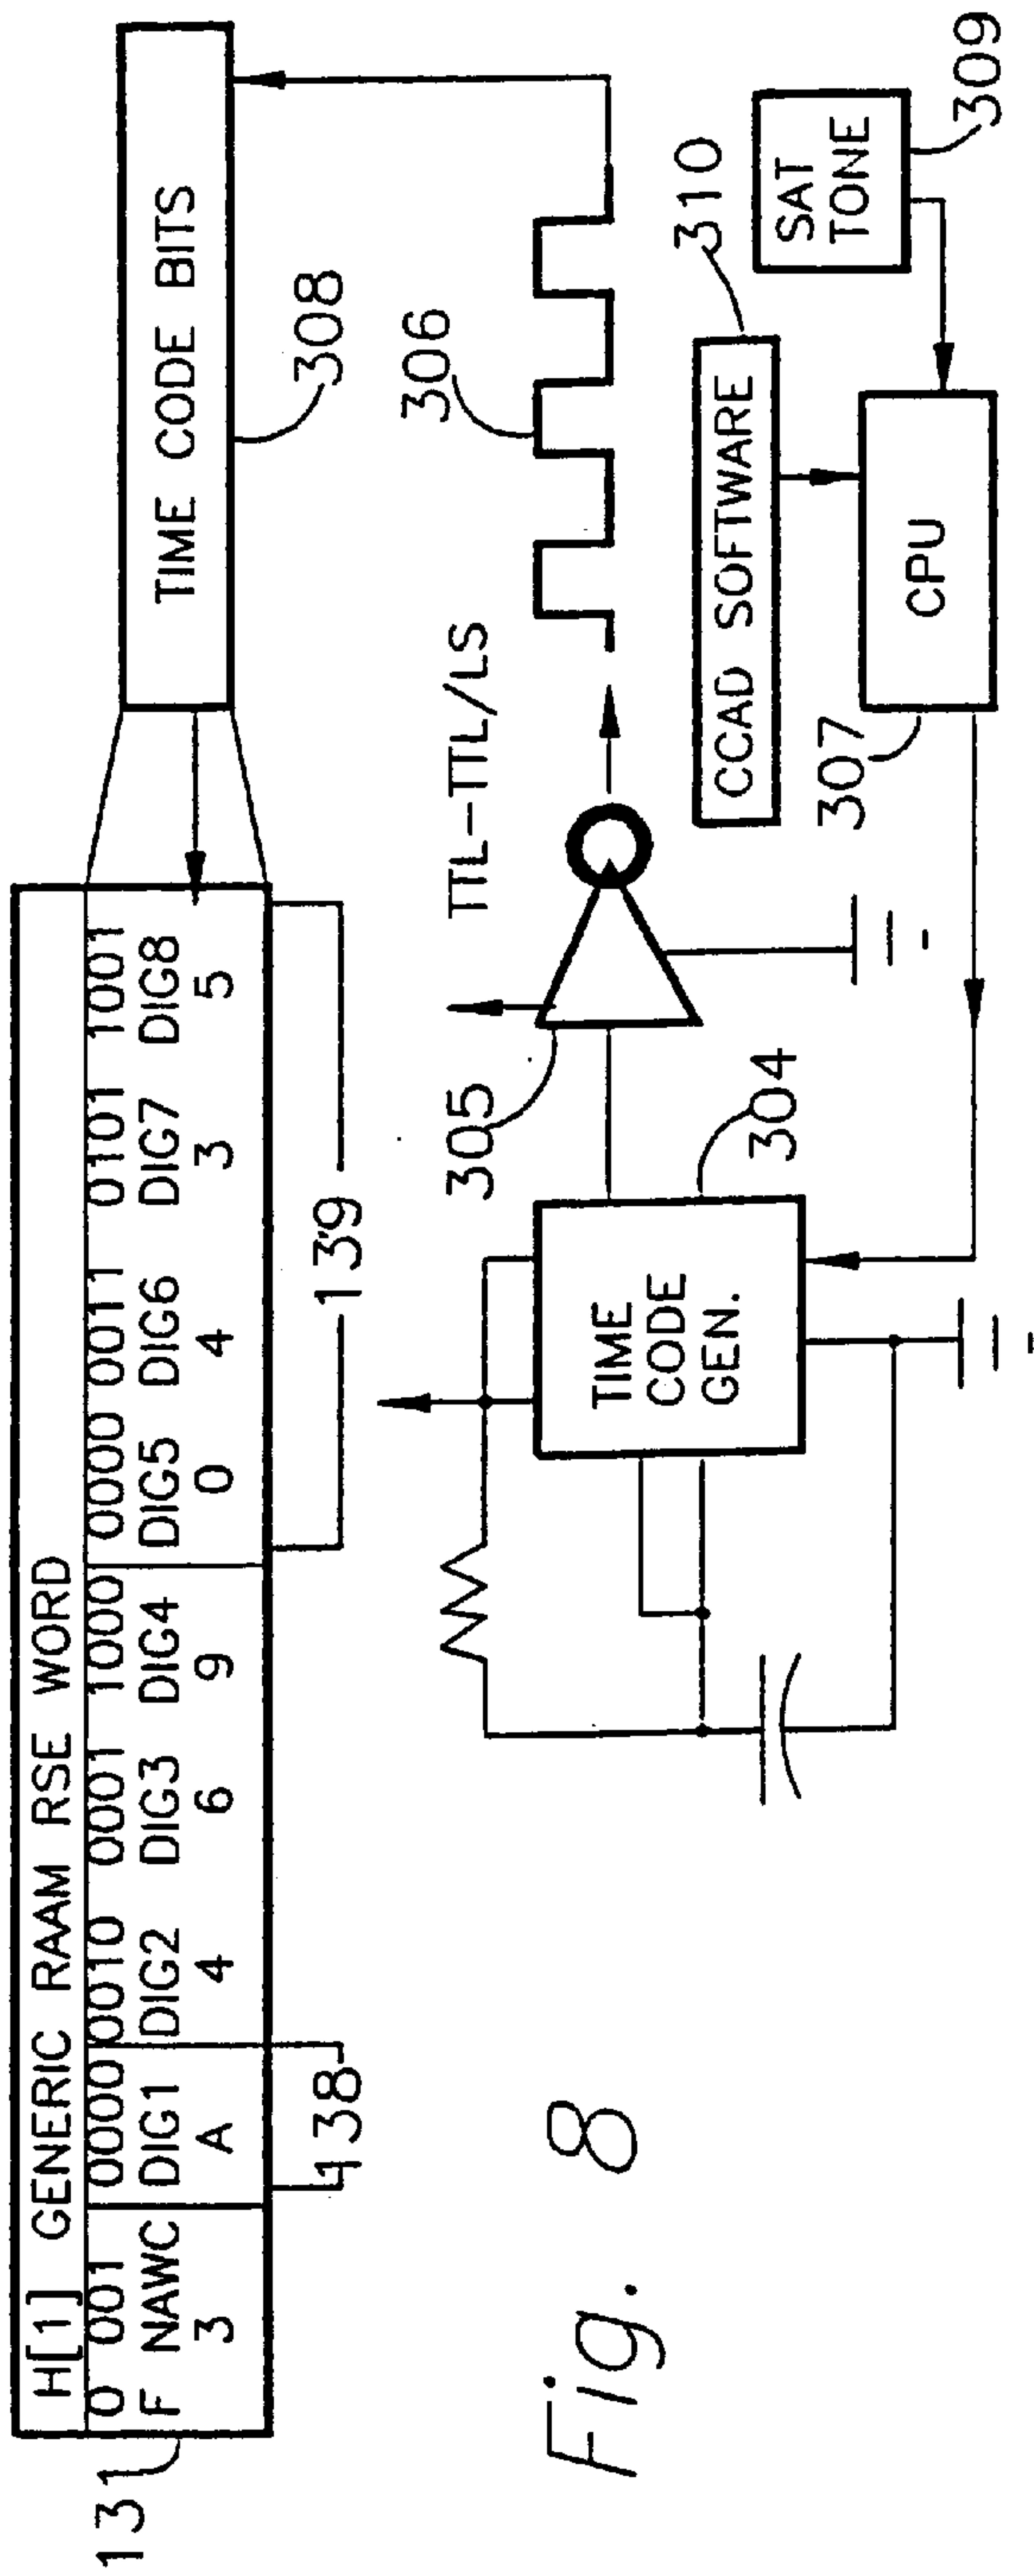 H[1] GENERIC RAAM RSE WORD
0 001 0000 0010 0001 1000 0000 0011 0101 1001
F NAWC DIG1 DIG2 DIG3 DIG4 DIG5 DIG6 DIG7 DIG8
3 A 4 6 9 0 4 3 5
131
138
139
TIME CODE BITS
308
TTL-TTL/LS
306
305
TIME
CODE
GEN.
304
CCAD SOFTWARE
310
SAT
TONE
309
CPU
307
Fig. 8